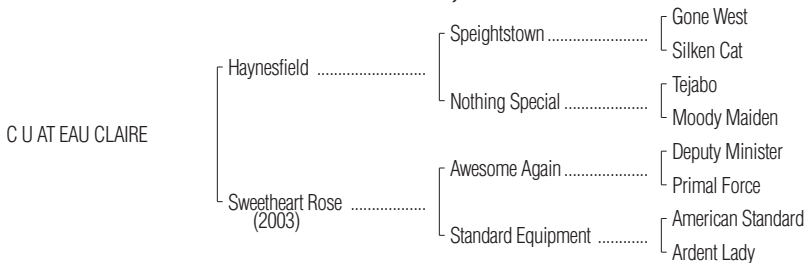 Gone West
Speightstown .......................
Silken Cat
Haynesfield ..........................
Tejabo
Nothing Special ....................
Moody Maiden
C U AT EAU CLAIRE
Deputy Minister
Awesome Again ....................
Primal Force
Sweetheart Rose ..................
(2003)
American Standard
Standard Equipment ............
Ardent Lady